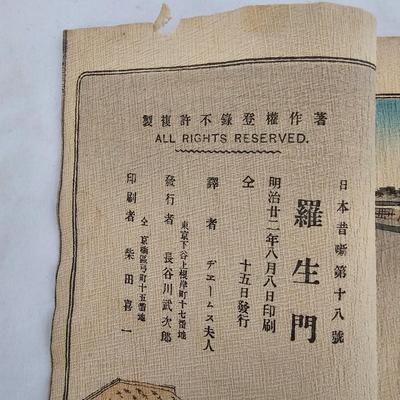 著作權登錄不許複製
ALL RIGHTS RESERVED.
日本昔噺第十八號
羅生門
明治廿二年八月八日印刷
仝 十五日發行
譯者 ヂェームス夫人
東京下谷上根岸町十七番地
發行者 長谷川武次郎
仝京橋區弓町十五番地
印刷者 柴田喜一